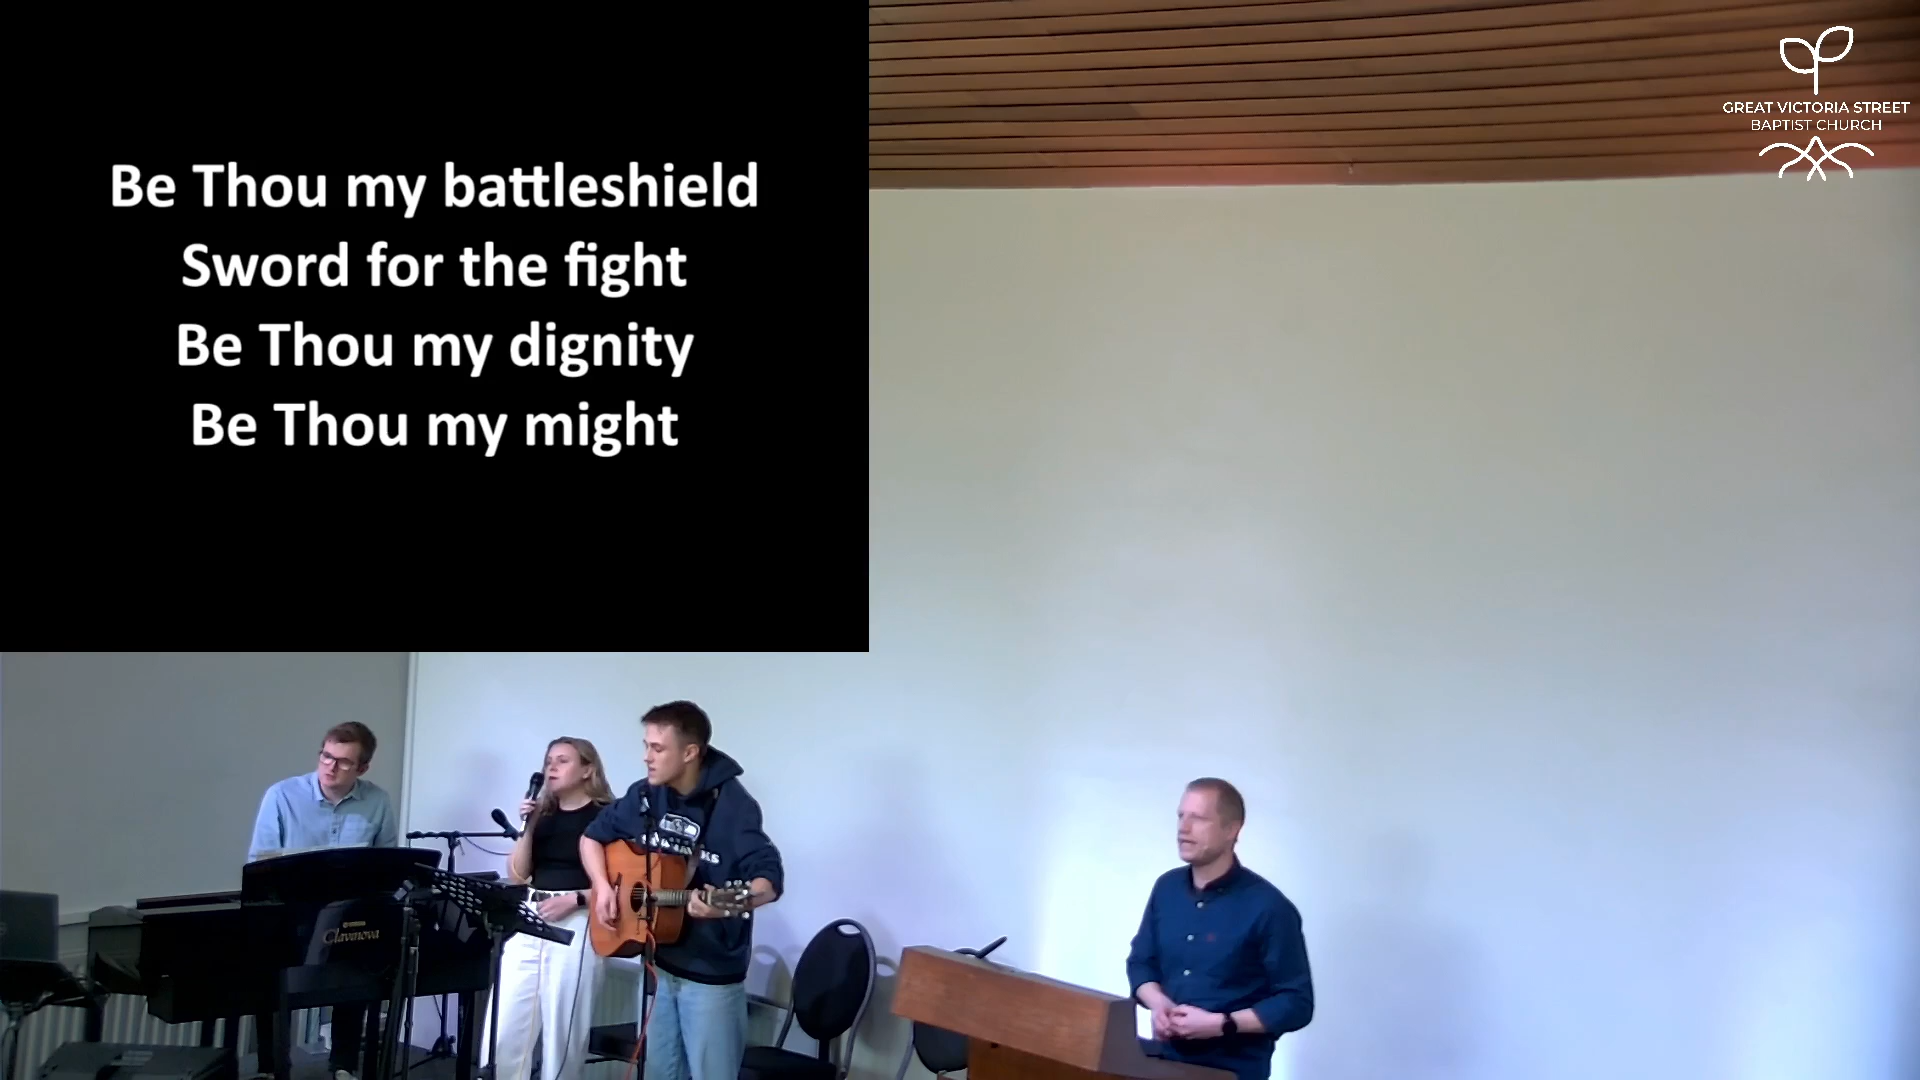 Be Thou my battleshield
Sword for the fight
Be Thou my dignity
Be Thou my might
GREAT VICTORIA STREET
BAPTIST CHURCH
Clavinova